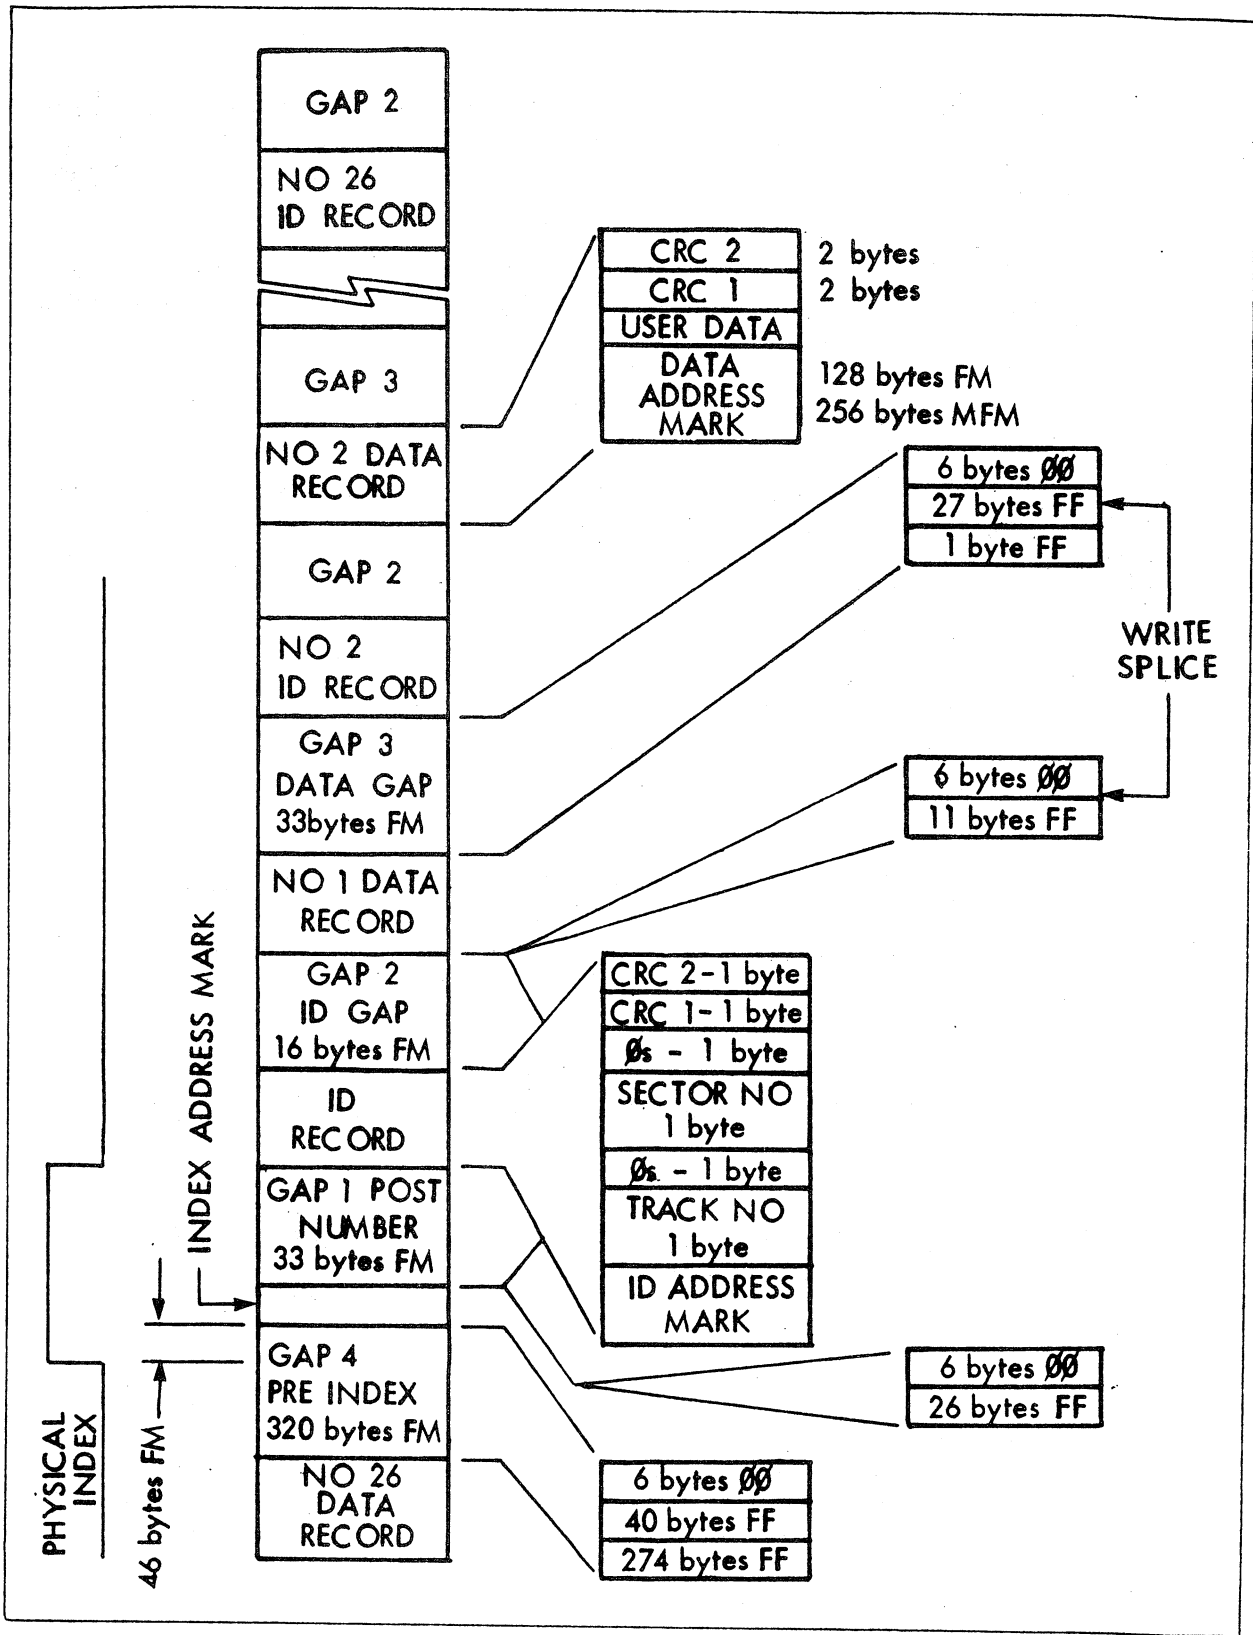 GAP 2
NO 26
ID RECORD
GAP 3
NO 2 DATA
RECORD
GAP 2
NO 2
ID RECORD
GAP 3
DATA GAP
33bytes FM
NO 1 DATA
RECORD
GAP 2
ID GAP
16 bytes FM
ID
RECORD
GAP 1 POST
NUMBER
33 bytes FM
GAP 4
PRE INDEX
320 bytes FM
NO 26
DATA
RECORD
INDEX ADDRESS MARK
PHYSICAL
INDEX
46 bytes FM
CRC 2
2 bytes
CRC 1
2 bytes
USER DATA
DATA
ADDRESS
MARK
128 bytes FM
256 bytes MFM
6 bytes 00
27 bytes FF
1 byte FF
WRITE
SPLICE
6 bytes 00
11 bytes FF
CRC 2-1 byte
CRC 1-1 byte
0s - 1 byte
SECTOR NO
1 byte
0s - 1 byte
TRACK NO
1 byte
ID ADDRESS
MARK
6 bytes 00
26 bytes FF
6 bytes 00
40 bytes FF
274 bytes FF